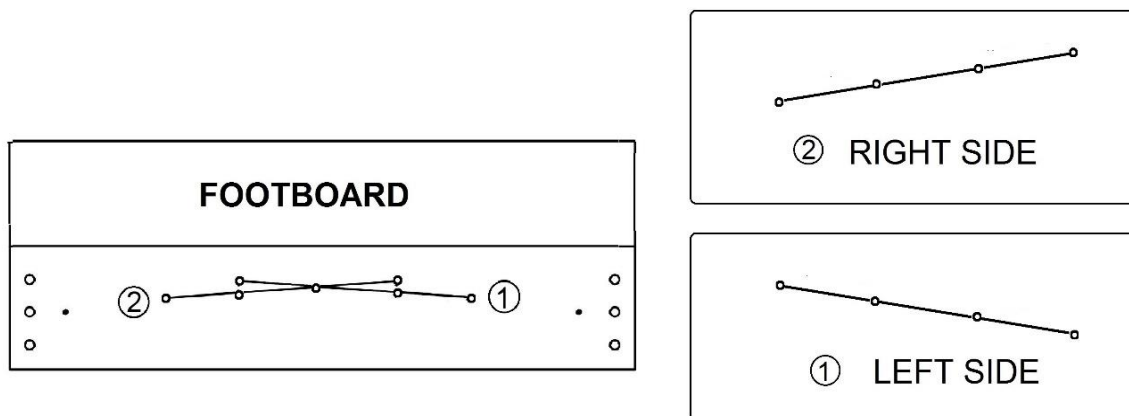 FOOTBOARD
② ①
② RIGHT SIDE
① LEFT SIDE